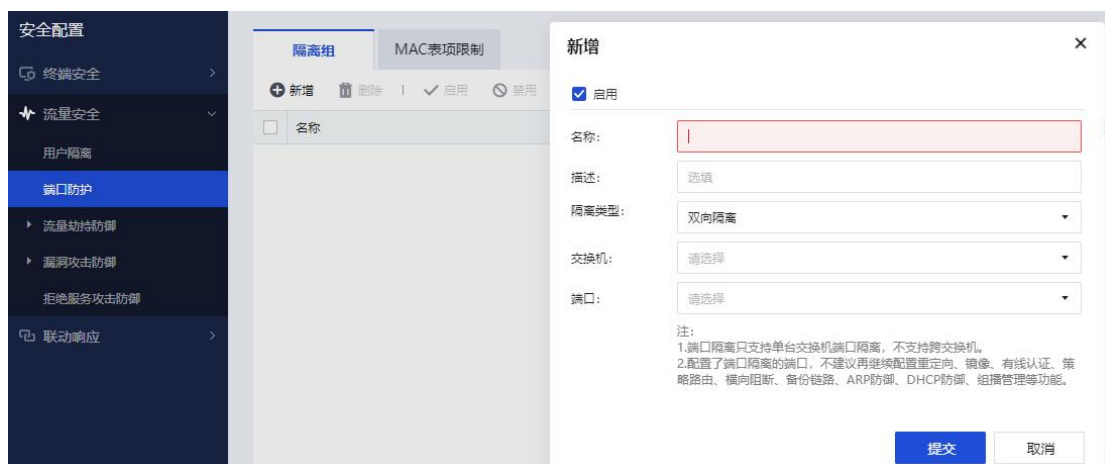 安全配置
终端安全
流量安全
用户隔离
端口防护
流量劫持防御
漏洞攻击防御
拒绝服务攻击防御
联动响应
隔离组
MAC表项限制
新增
删除
启用
禁用
名称
新增
启用
名称：
描述：
选填
隔离类型：
双向隔离
交换机：
请选择
端口：
请选择
注：
1.端口隔离只支持单台交换机端口隔离，不支持跨交换机。
2.配置了端口隔离的端口，不建议再继续配置重定向、镜像、有线认证、策
略路由、横向阻断、备份链路、ARP防御、DHCP防御、组播管理等功能。
提交
取消